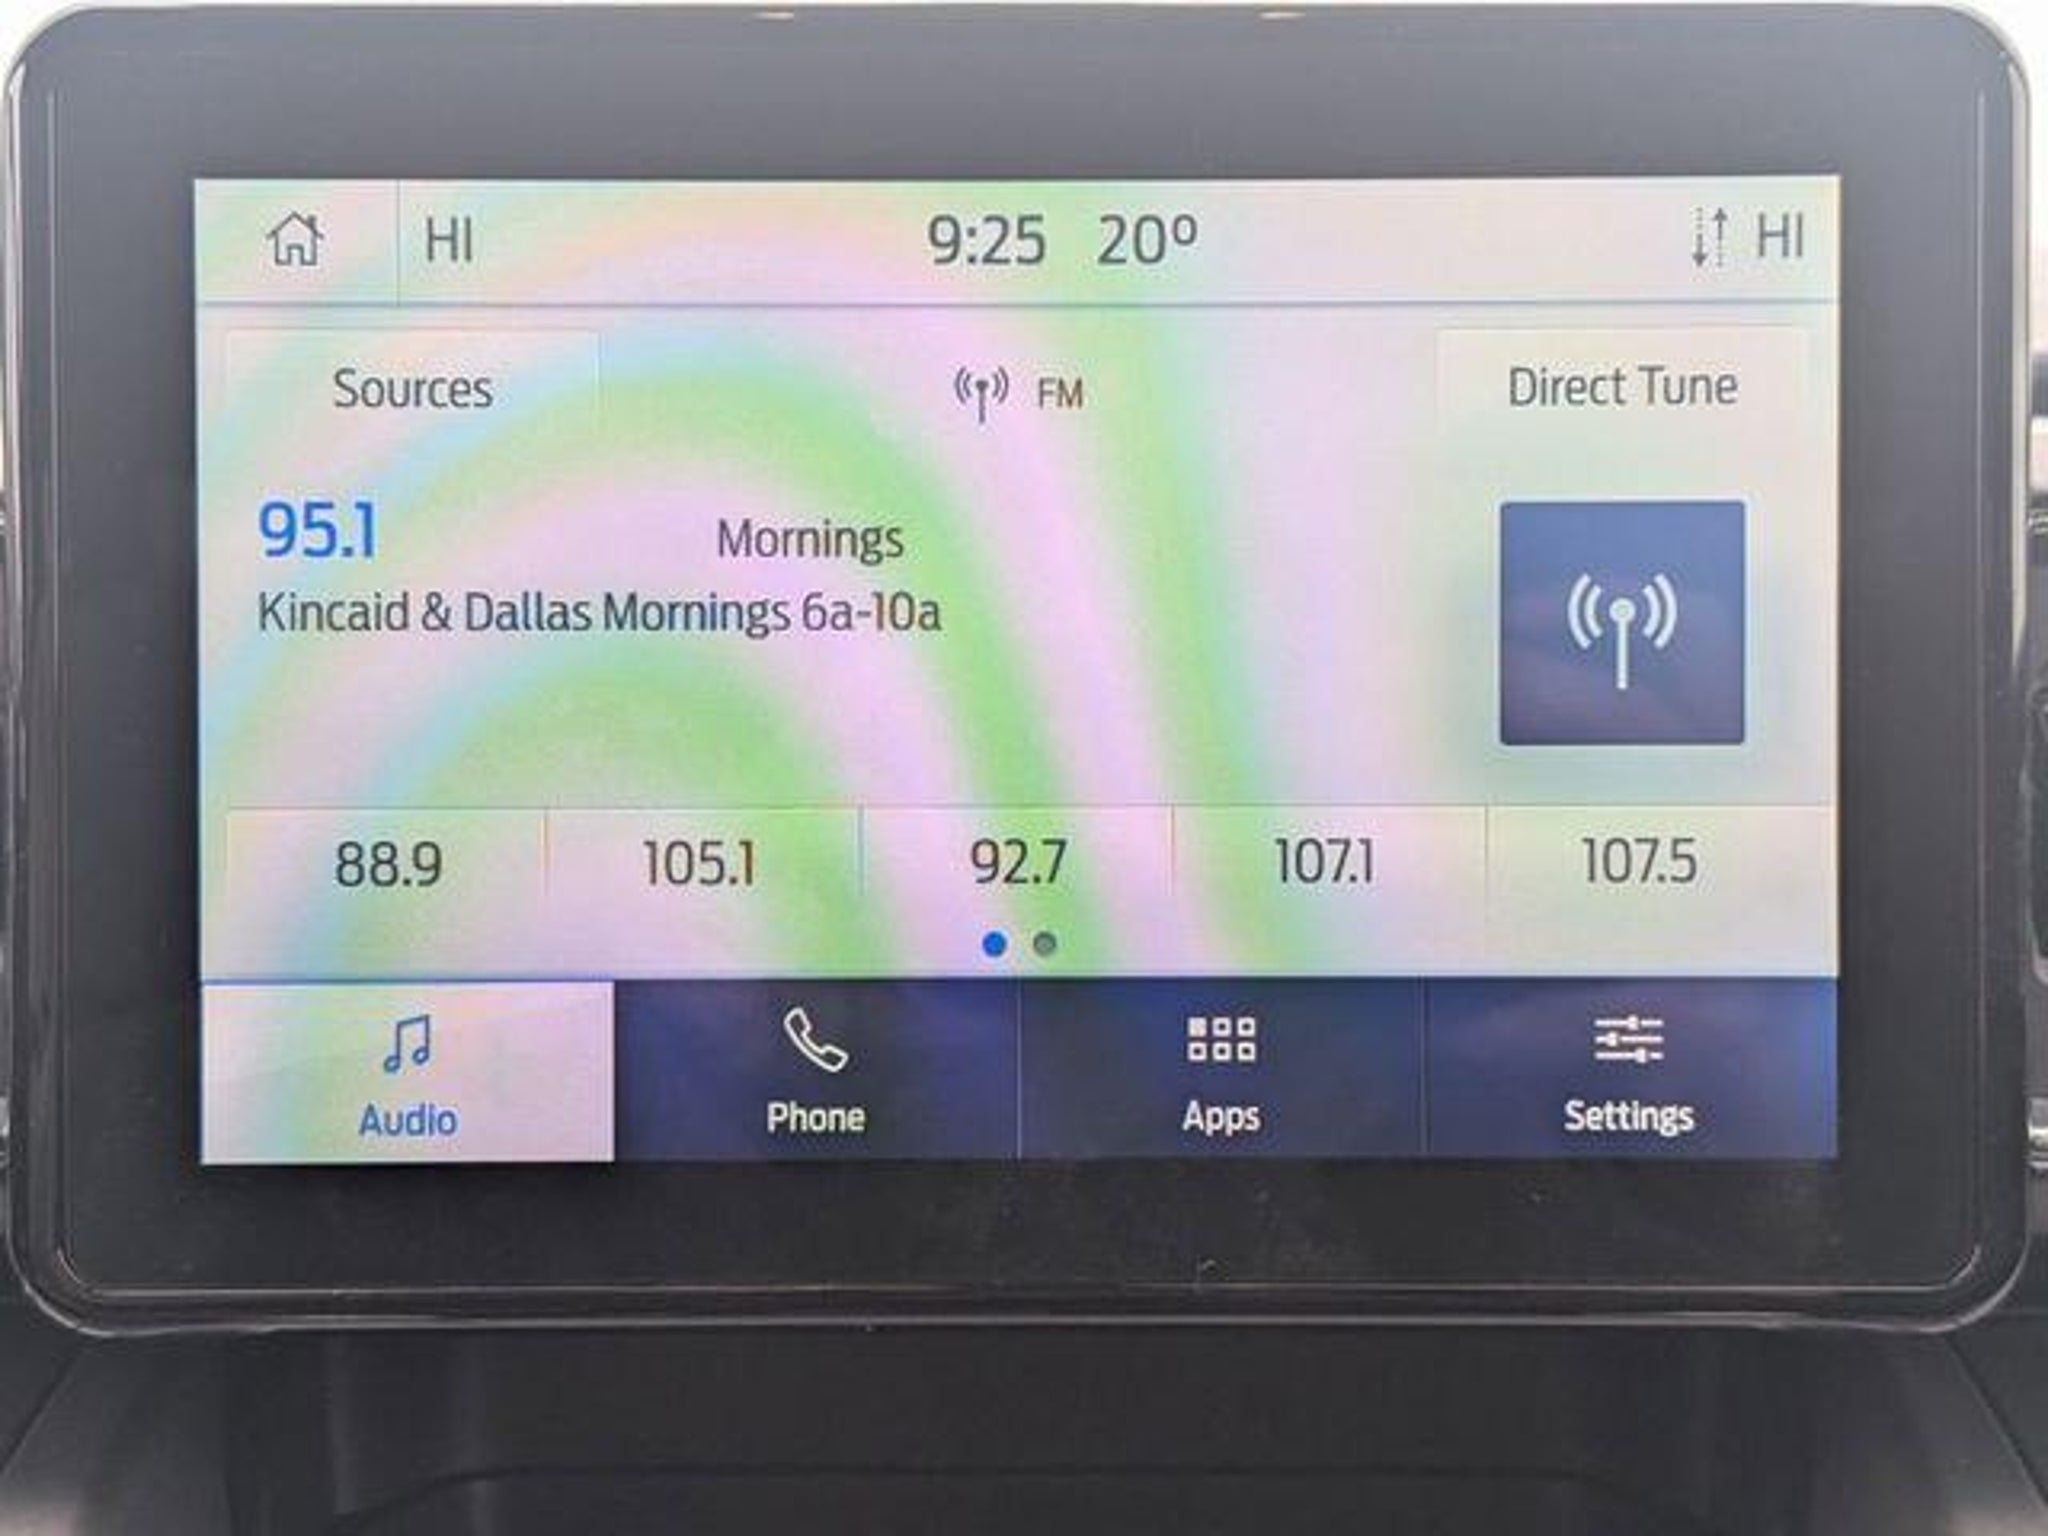 HI 9:25 20º HI
Sources FM Direct Tune
95.1 Mornings
Kincaid & Dallas Mornings 6a-10a
88.9 105.1 92.7 107.1 107.5
Audio Phone Apps Settings